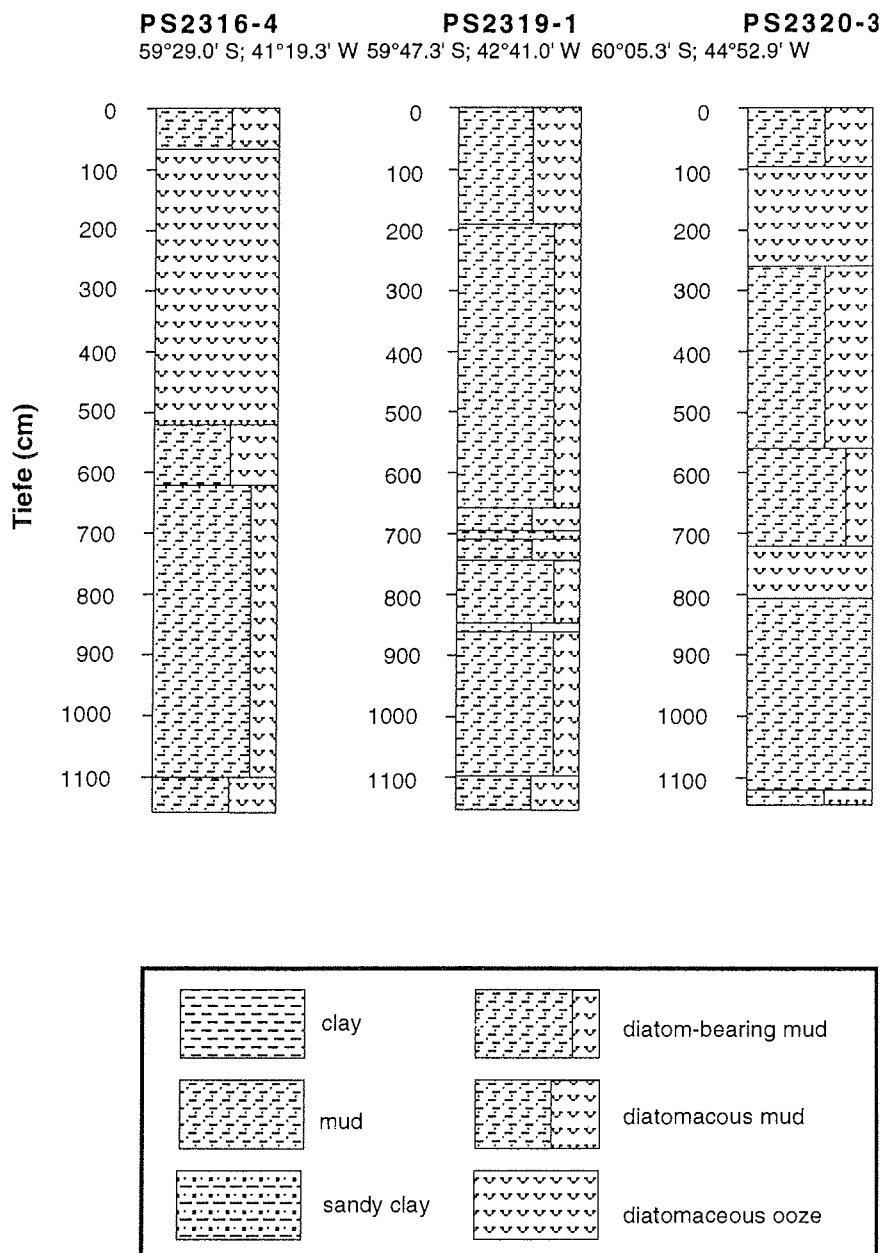 PS2316-4 PS2319-1 PS2320-3
59°29.0' S; 41°19.3' W 59°47.3' S; 42°41.0' W 60°05.3' S; 44°52.9' W
0 0 0
100 100 100
200 200 200
300 300 300
400 400 400
500 500 500
600 600 600
700 700 700
800 800 800
900 900 900
1000 1000 1000
1100 1100 1100
Tiefe (cm)
clay diatom-bearing mud
mud diatomacous mud
sandy clay diatomaceous ooze